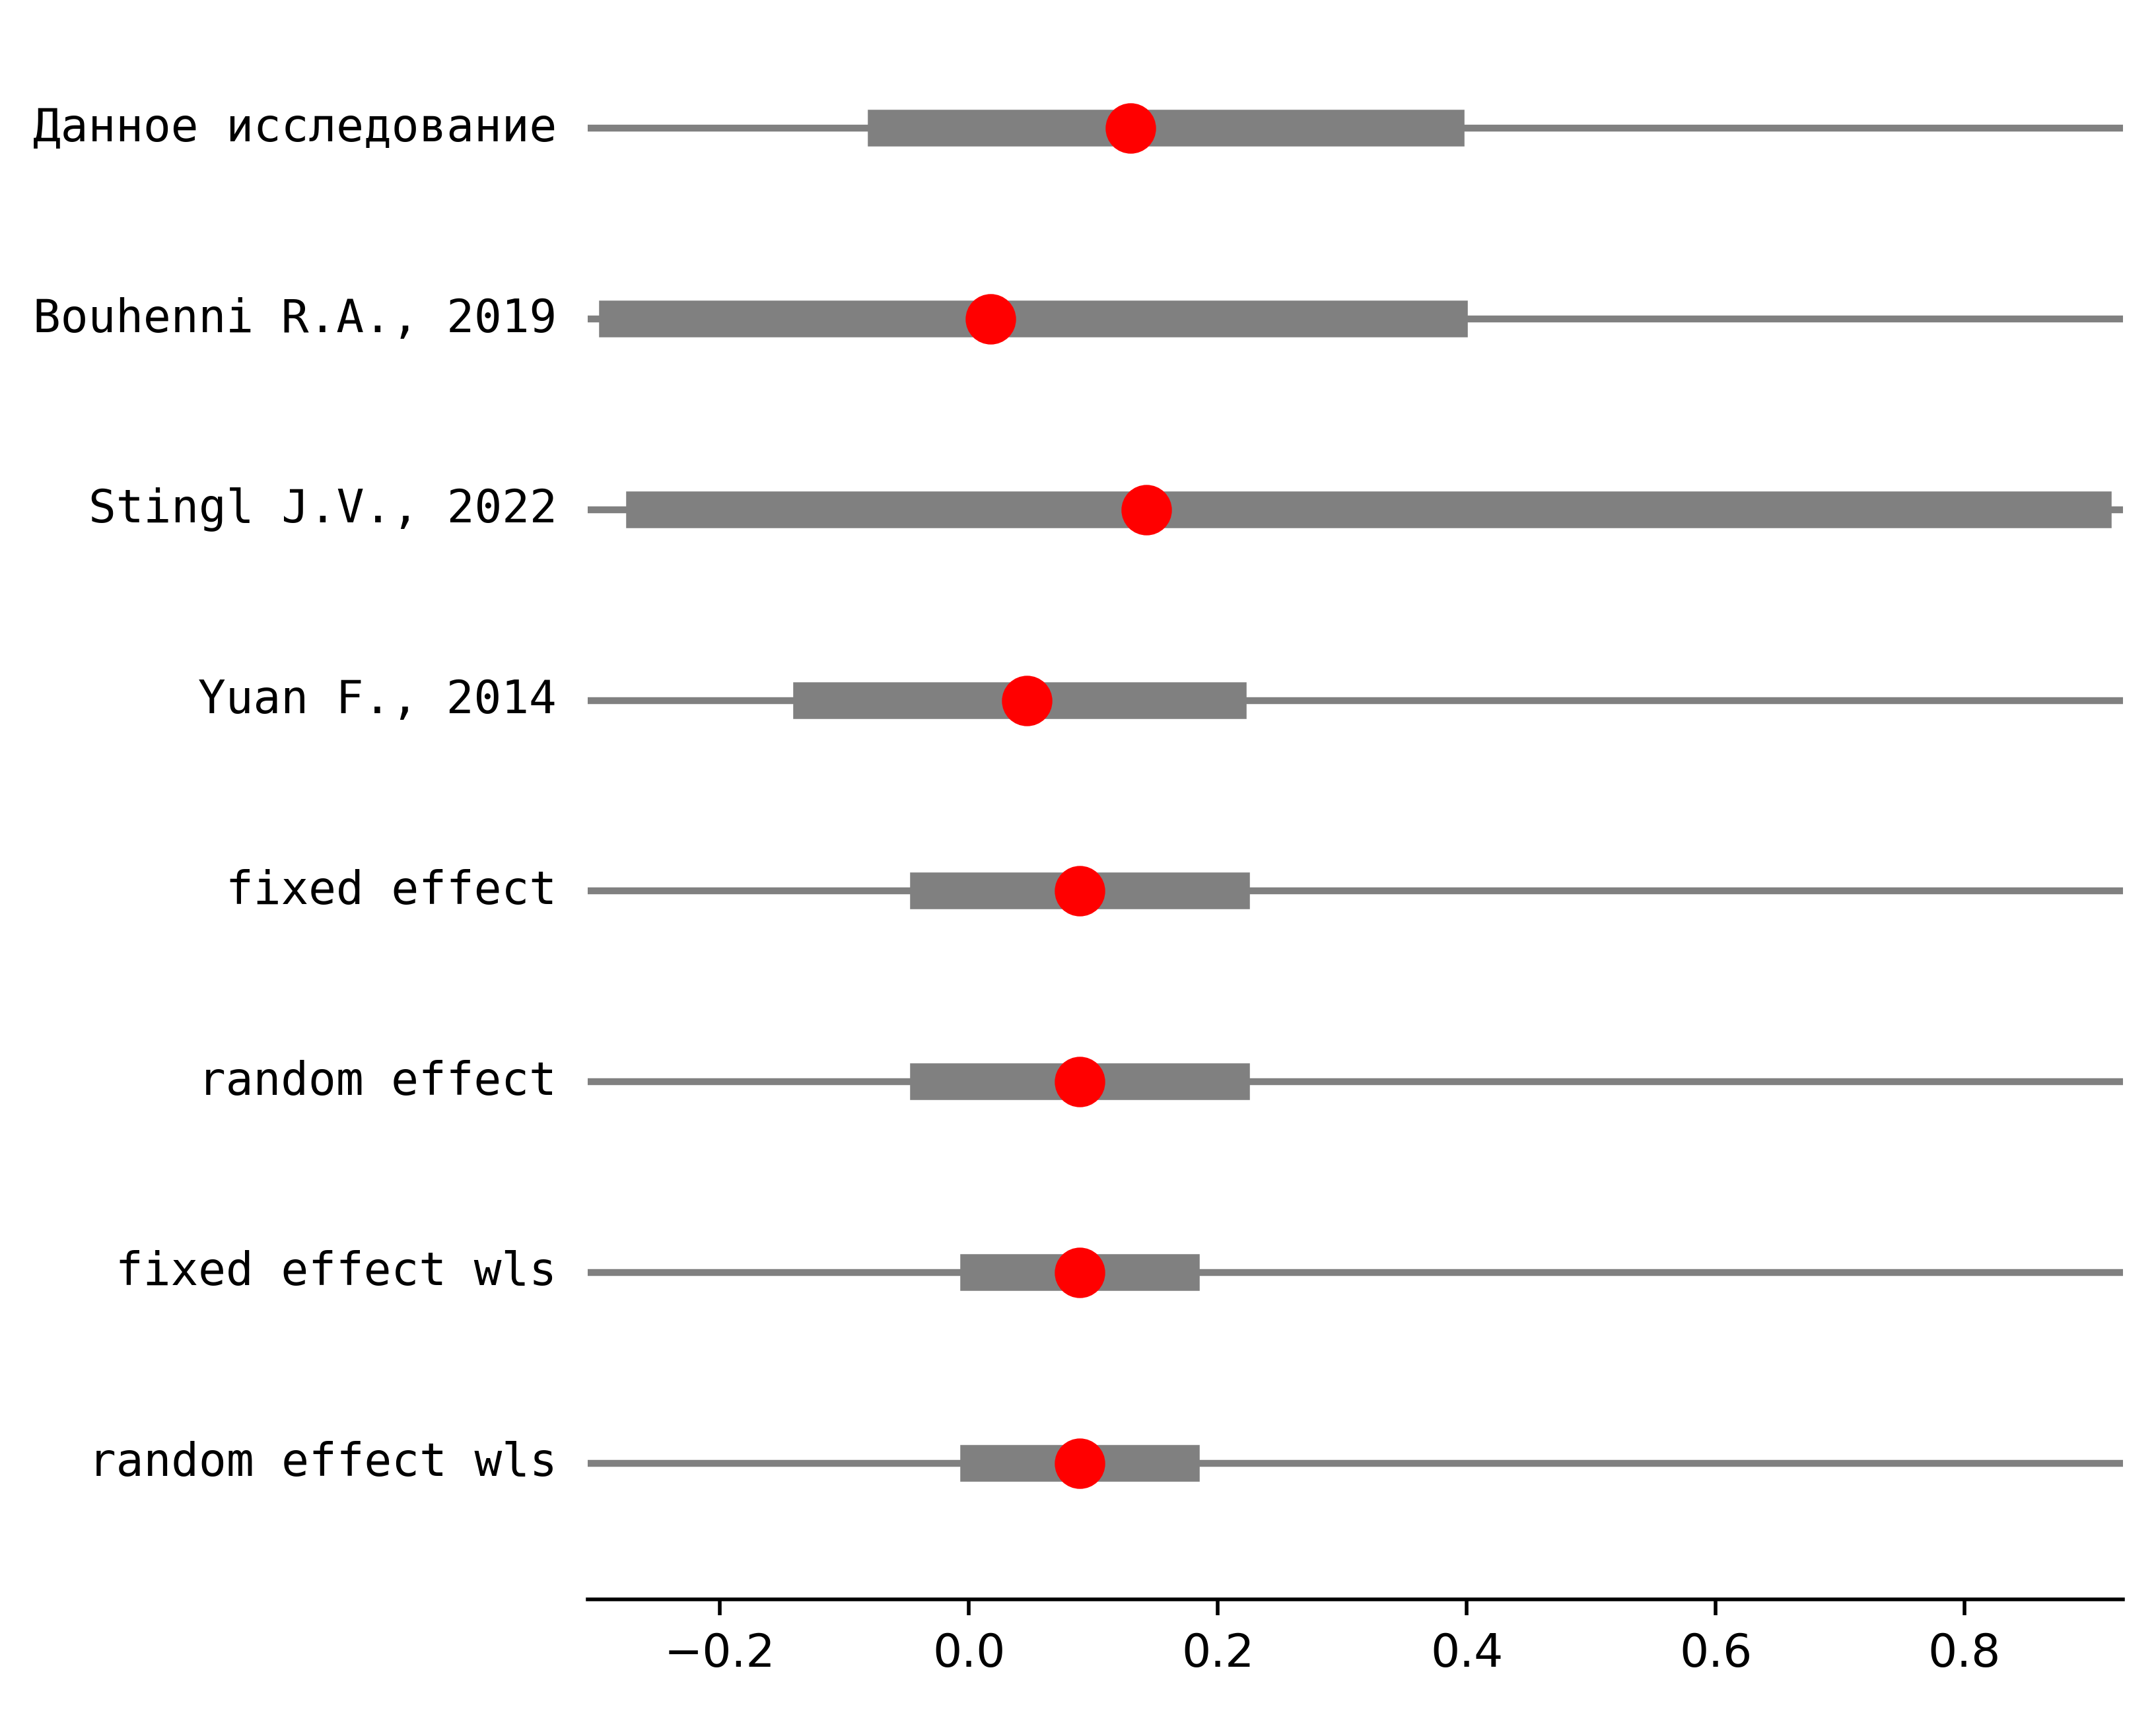 Данное исследование
Bouhenni R.A., 2019
Stingl J.V., 2022
Yuan F., 2014
fixed effect
random effect
fixed effect wls
random effect wls
−0.2 0.0 0.2 0.4 0.6 0.8